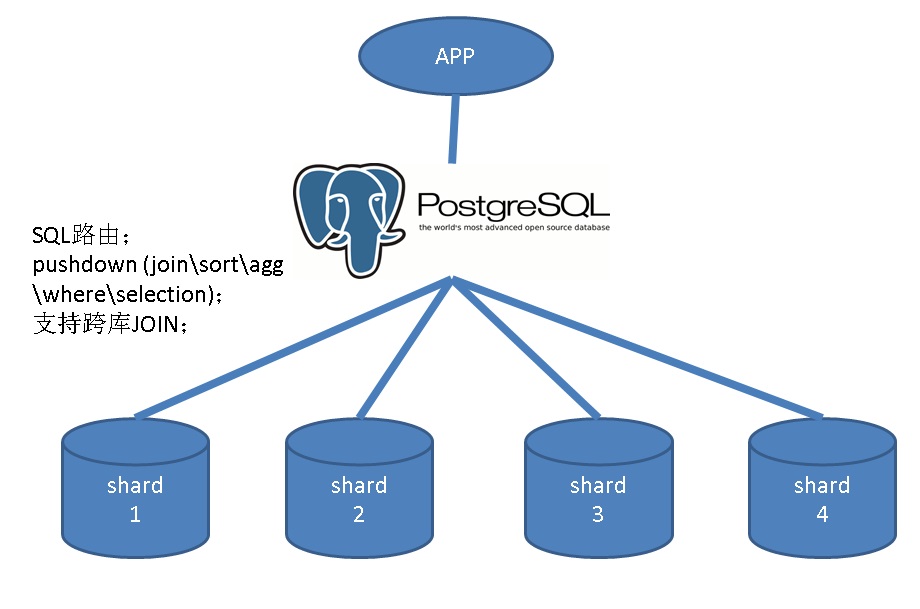 APP
PostgreSQL
the world's most advanced open source database
SQL路由；
pushdown (join\sort\agg
\where\selection)；
支持跨库JOIN；
shard
1
shard
2
shard
3
shard
4